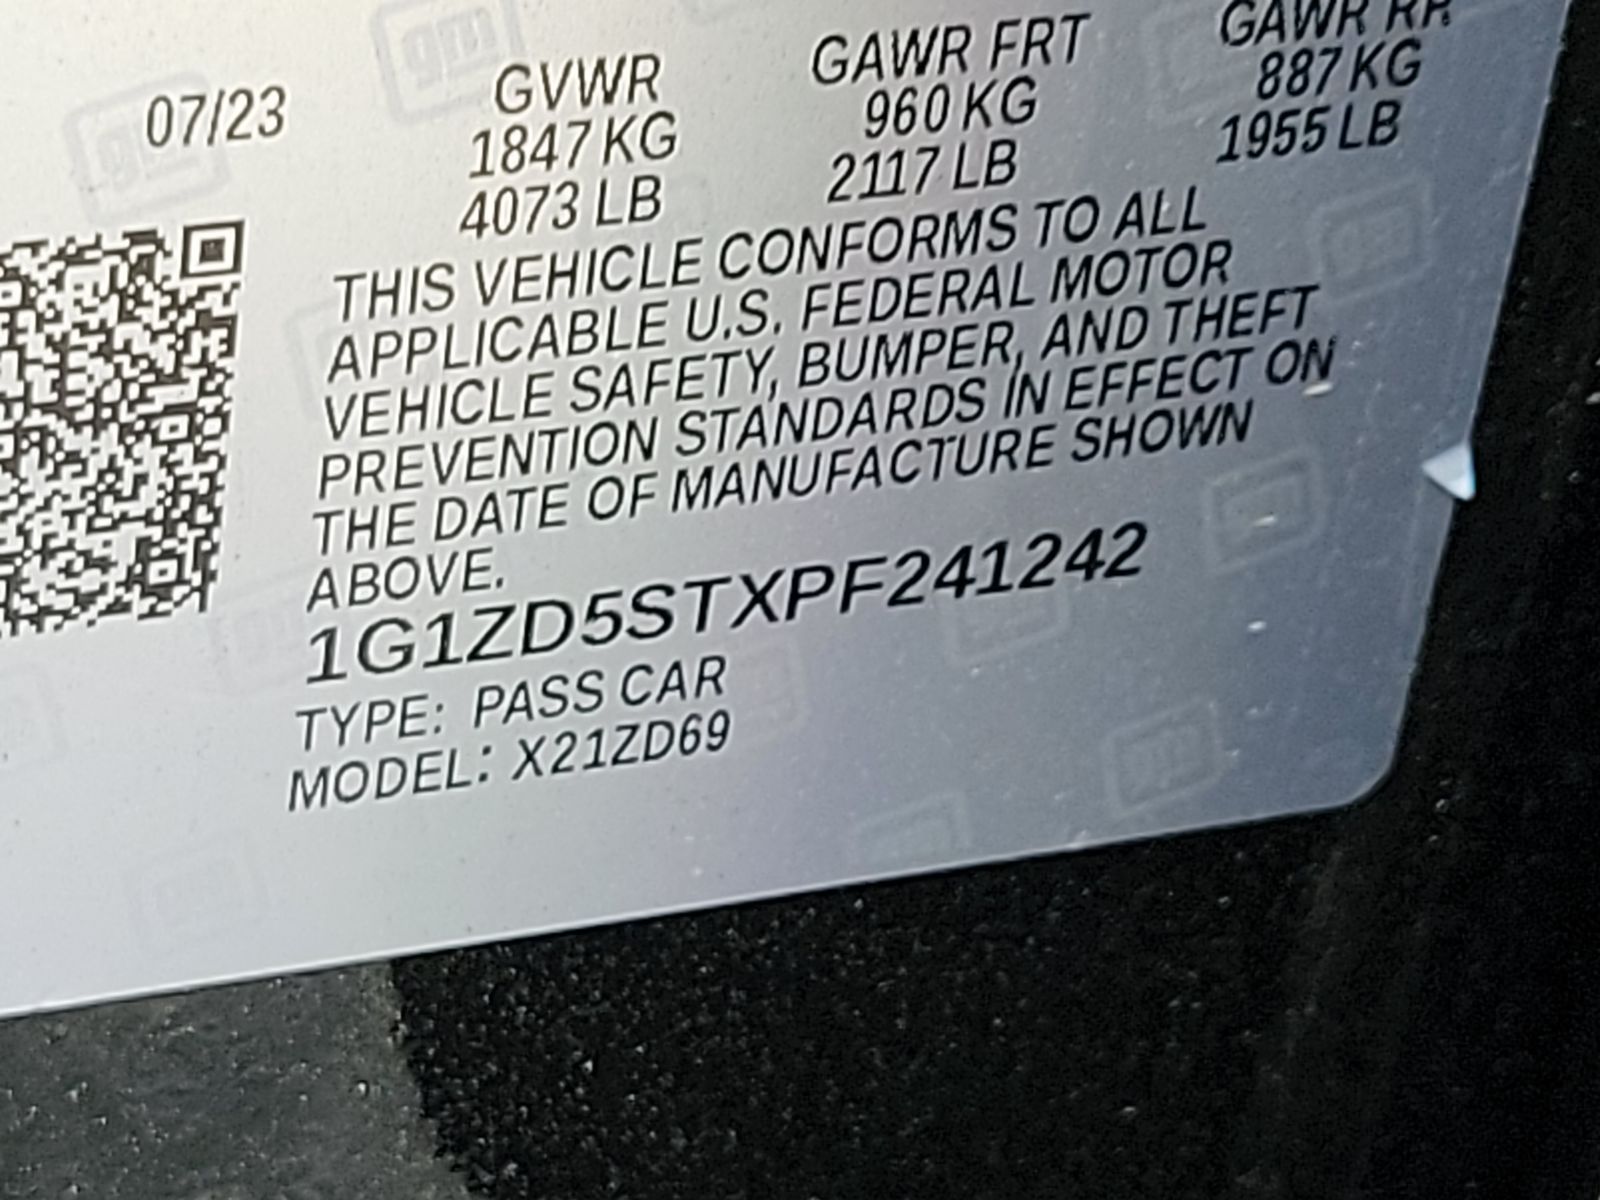 07/23
GVWR
1847 KG
4073 LB
GAWR FRT
960 KG
2117 LB
GAWR RR
887 KG
1955 LB
THIS VEHICLE CONFORMS TO ALL
APPLICABLE U.S. FEDERAL MOTOR
VEHICLE SAFETY, BUMPER, AND THEFT
PREVENTION STANDARDS IN EFFECT ON
THE DATE OF MANUFACTURE SHOWN
ABOVE.
1G1ZD5STXPF241242
TYPE: PASS CAR
MODEL: X21ZD69
gm
gm